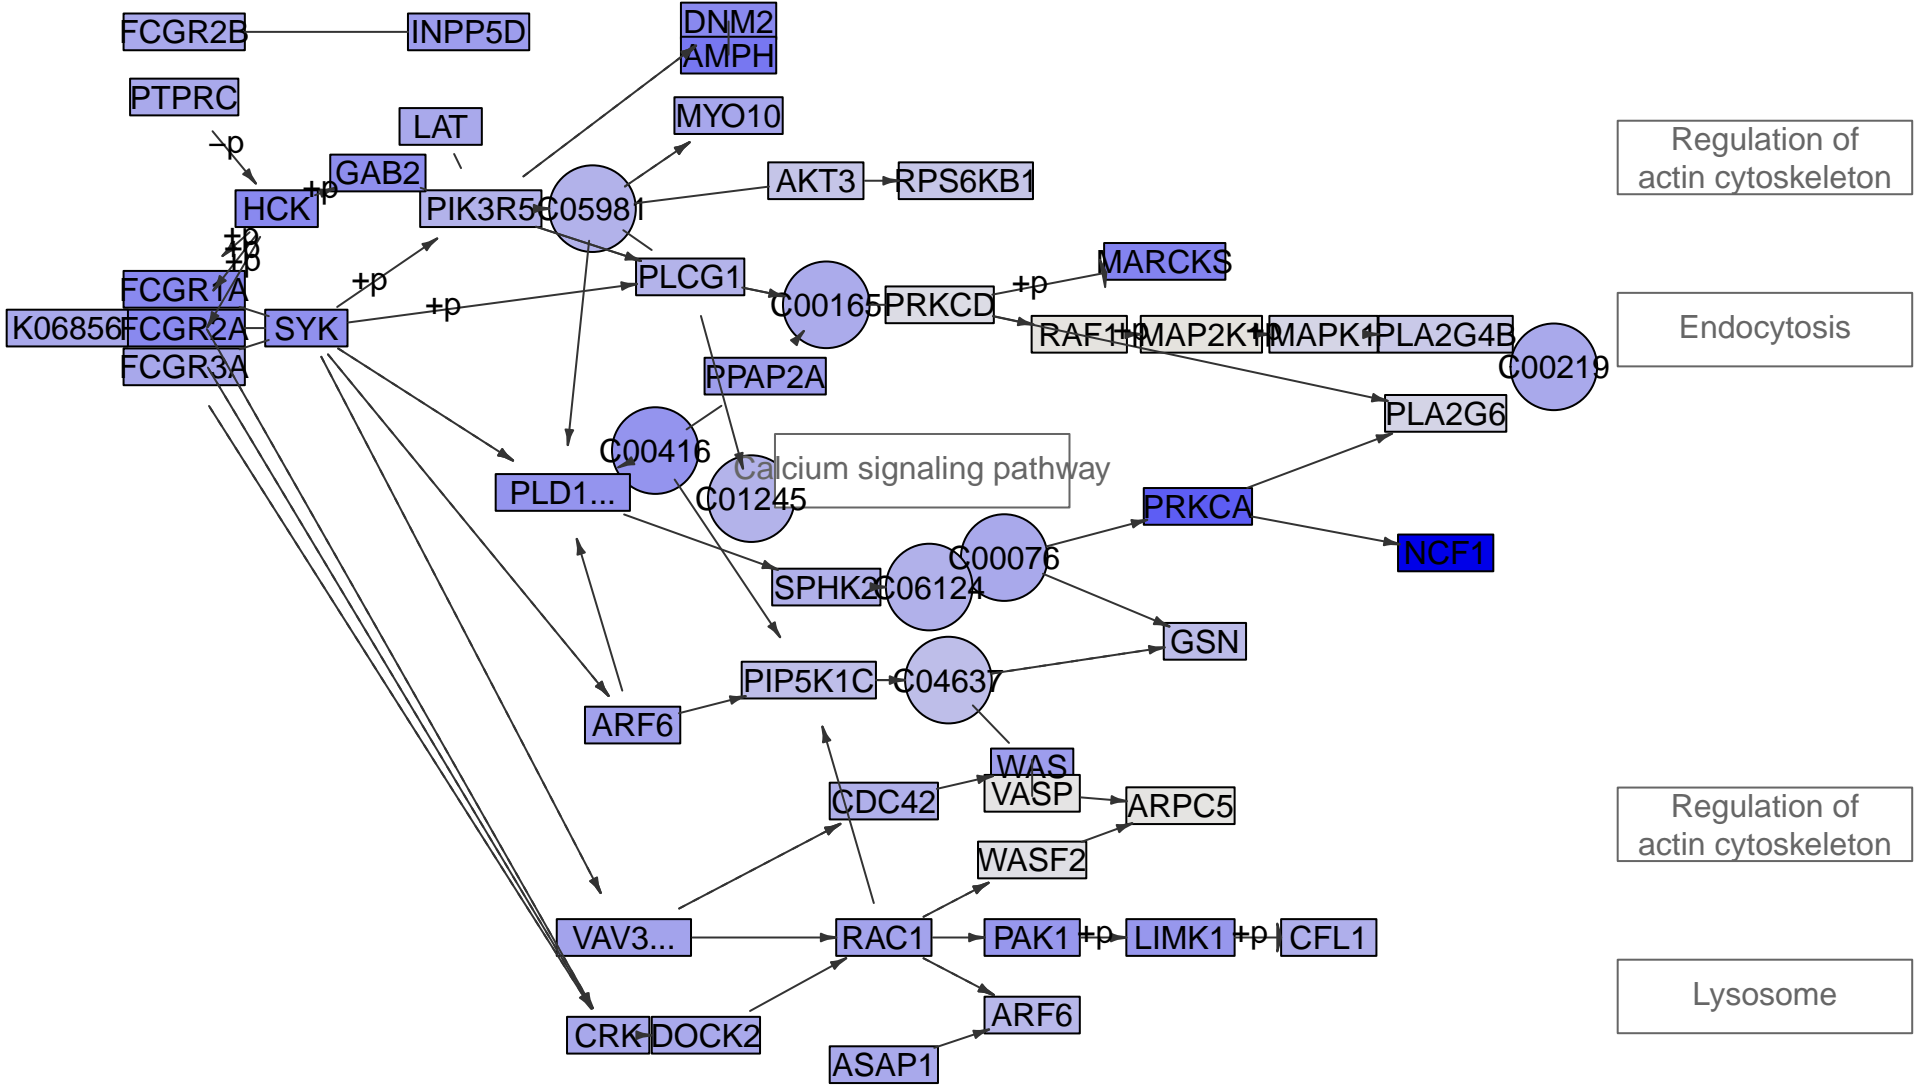 FCGR2B
INPP5D
DNM2
AMPH
PTPRC
LAT
MYO10
Regulation of
actin cytoskeleton
−p
GAB2
+p
HCK
PIK3R5
C05981
AKT3
RPS6KB1
+p
+p
+p
FCGR1A
+p
PLCG1
MARCKS
+p
C00165
PRKCD
+p
K06856
FCGR2A
SYK
RAF1
+p
MAP2K1
+p
MAPK1
PLA2G4B
Endocytosis
FCGR3A
PPAP2A
C00219
PLA2G6
C00416
Calcium signaling pathway
PLD1...
C01245
PRKCA
NCF1
C00076
SPHK2
C06124
GSN
PIP5K1C
C04637
ARF6
WAS
VASP
CDC42
ARPC5
Regulation of
actin cytoskeleton
WASF2
VAV3...
RAC1
PAK1
+p
LIMK1
+p
CFL1
Lysosome
ARF6
CRK
DOCK2
ASAP1